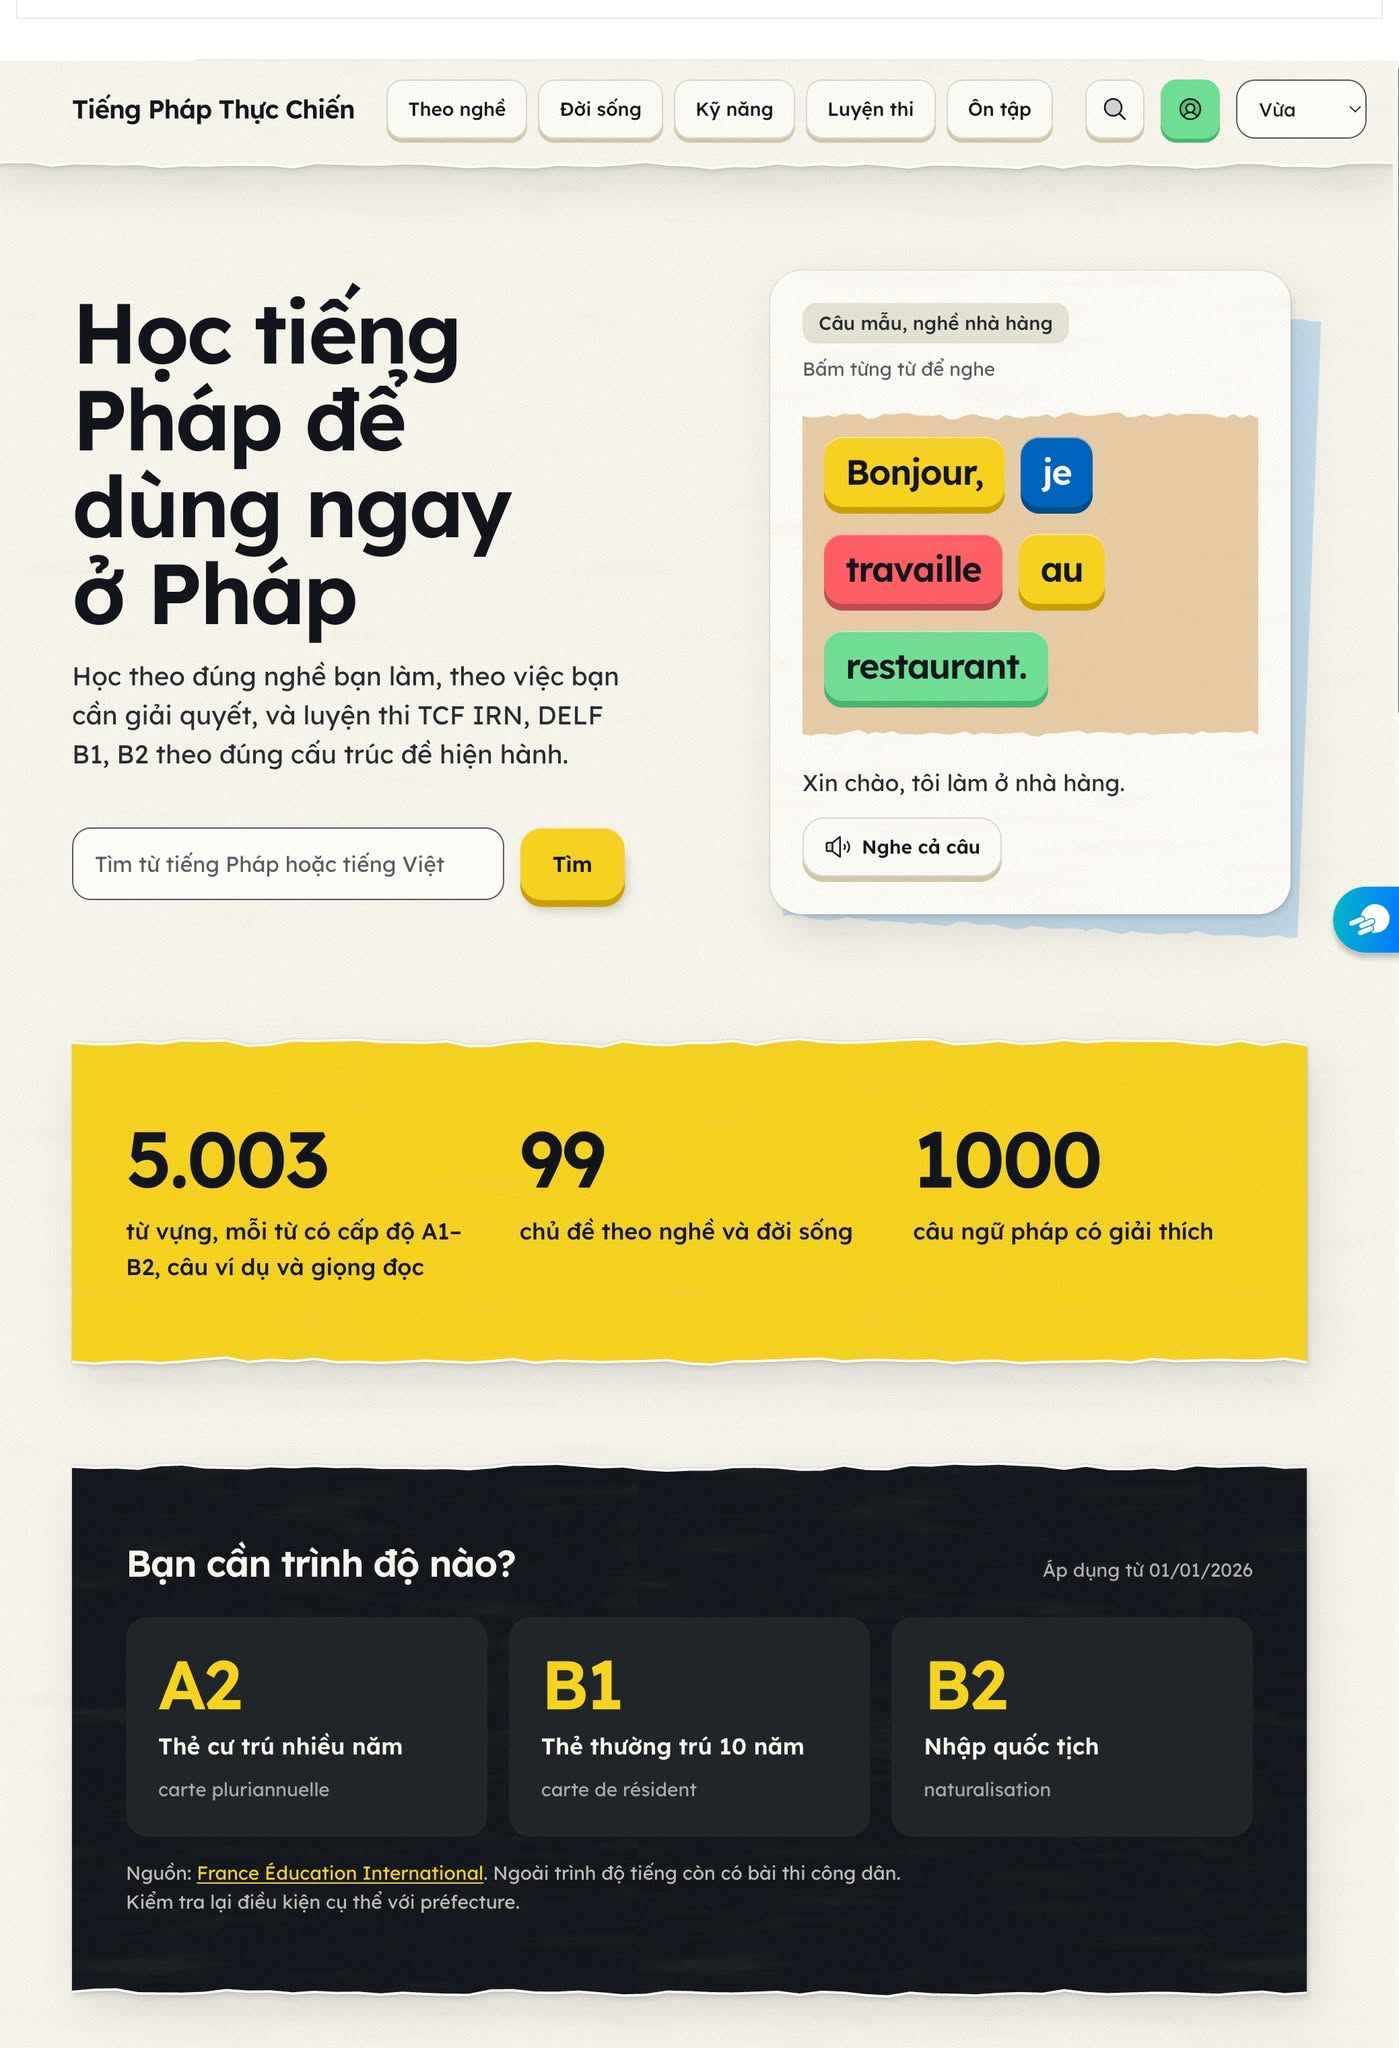 Tiếng Pháp Thực Chiến
Theo nghề
Đời sống
Kỹ năng
Luyện thi
Ôn tập
Vừa
Học tiếng
Pháp để
dùng ngay
ở Pháp
Học theo đúng nghề bạn làm, theo việc bạn
cần giải quyết, và luyện thi TCF IRN, DELF
B1, B2 theo đúng cấu trúc đề hiện hành.
Tìm từ tiếng Pháp hoặc tiếng Việt
Tìm
Câu mẫu, nghề nhà hàng
Bấm từng từ để nghe
Bonjour, je
travaille au
restaurant.
Xin chào, tôi làm ở nhà hàng.
Nghe cả câu
5.003
từ vựng, mỗi từ có cấp độ A1–
B2, câu ví dụ và giọng đọc
99
chủ đề theo nghề và đời sống
1000
câu ngữ pháp có giải thích
Bạn cần trình độ nào?
Áp dụng từ 01/01/2026
A2
Thẻ cư trú nhiều năm
carte pluriannuelle
B1
Thẻ thường trú 10 năm
carte de résident
B2
Nhập quốc tịch
naturalisation
Nguồn: France Éducation International. Ngoài trình độ tiếng còn có bài thi công dân.
Kiểm tra lại điều kiện cụ thể với préfecture.